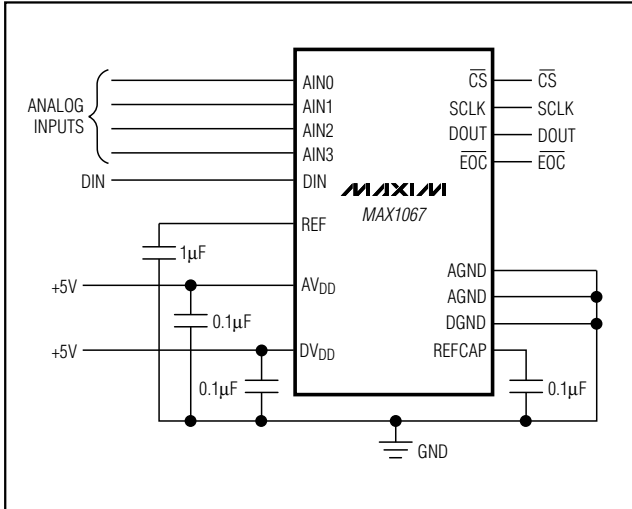 ANALOG
INPUTS
DIN
+5V
+5V
1µF
0.1µF
0.1µF
AIN0
AIN1
AIN2
AIN3
DIN
REF
AVDD
DVDD
MAXIM
MAX1067
CS
SCLK
DOUT
EOC
AGND
AGND
DGND
REFCAP
CS
SCLK
DOUT
EOC
0.1µF
GND